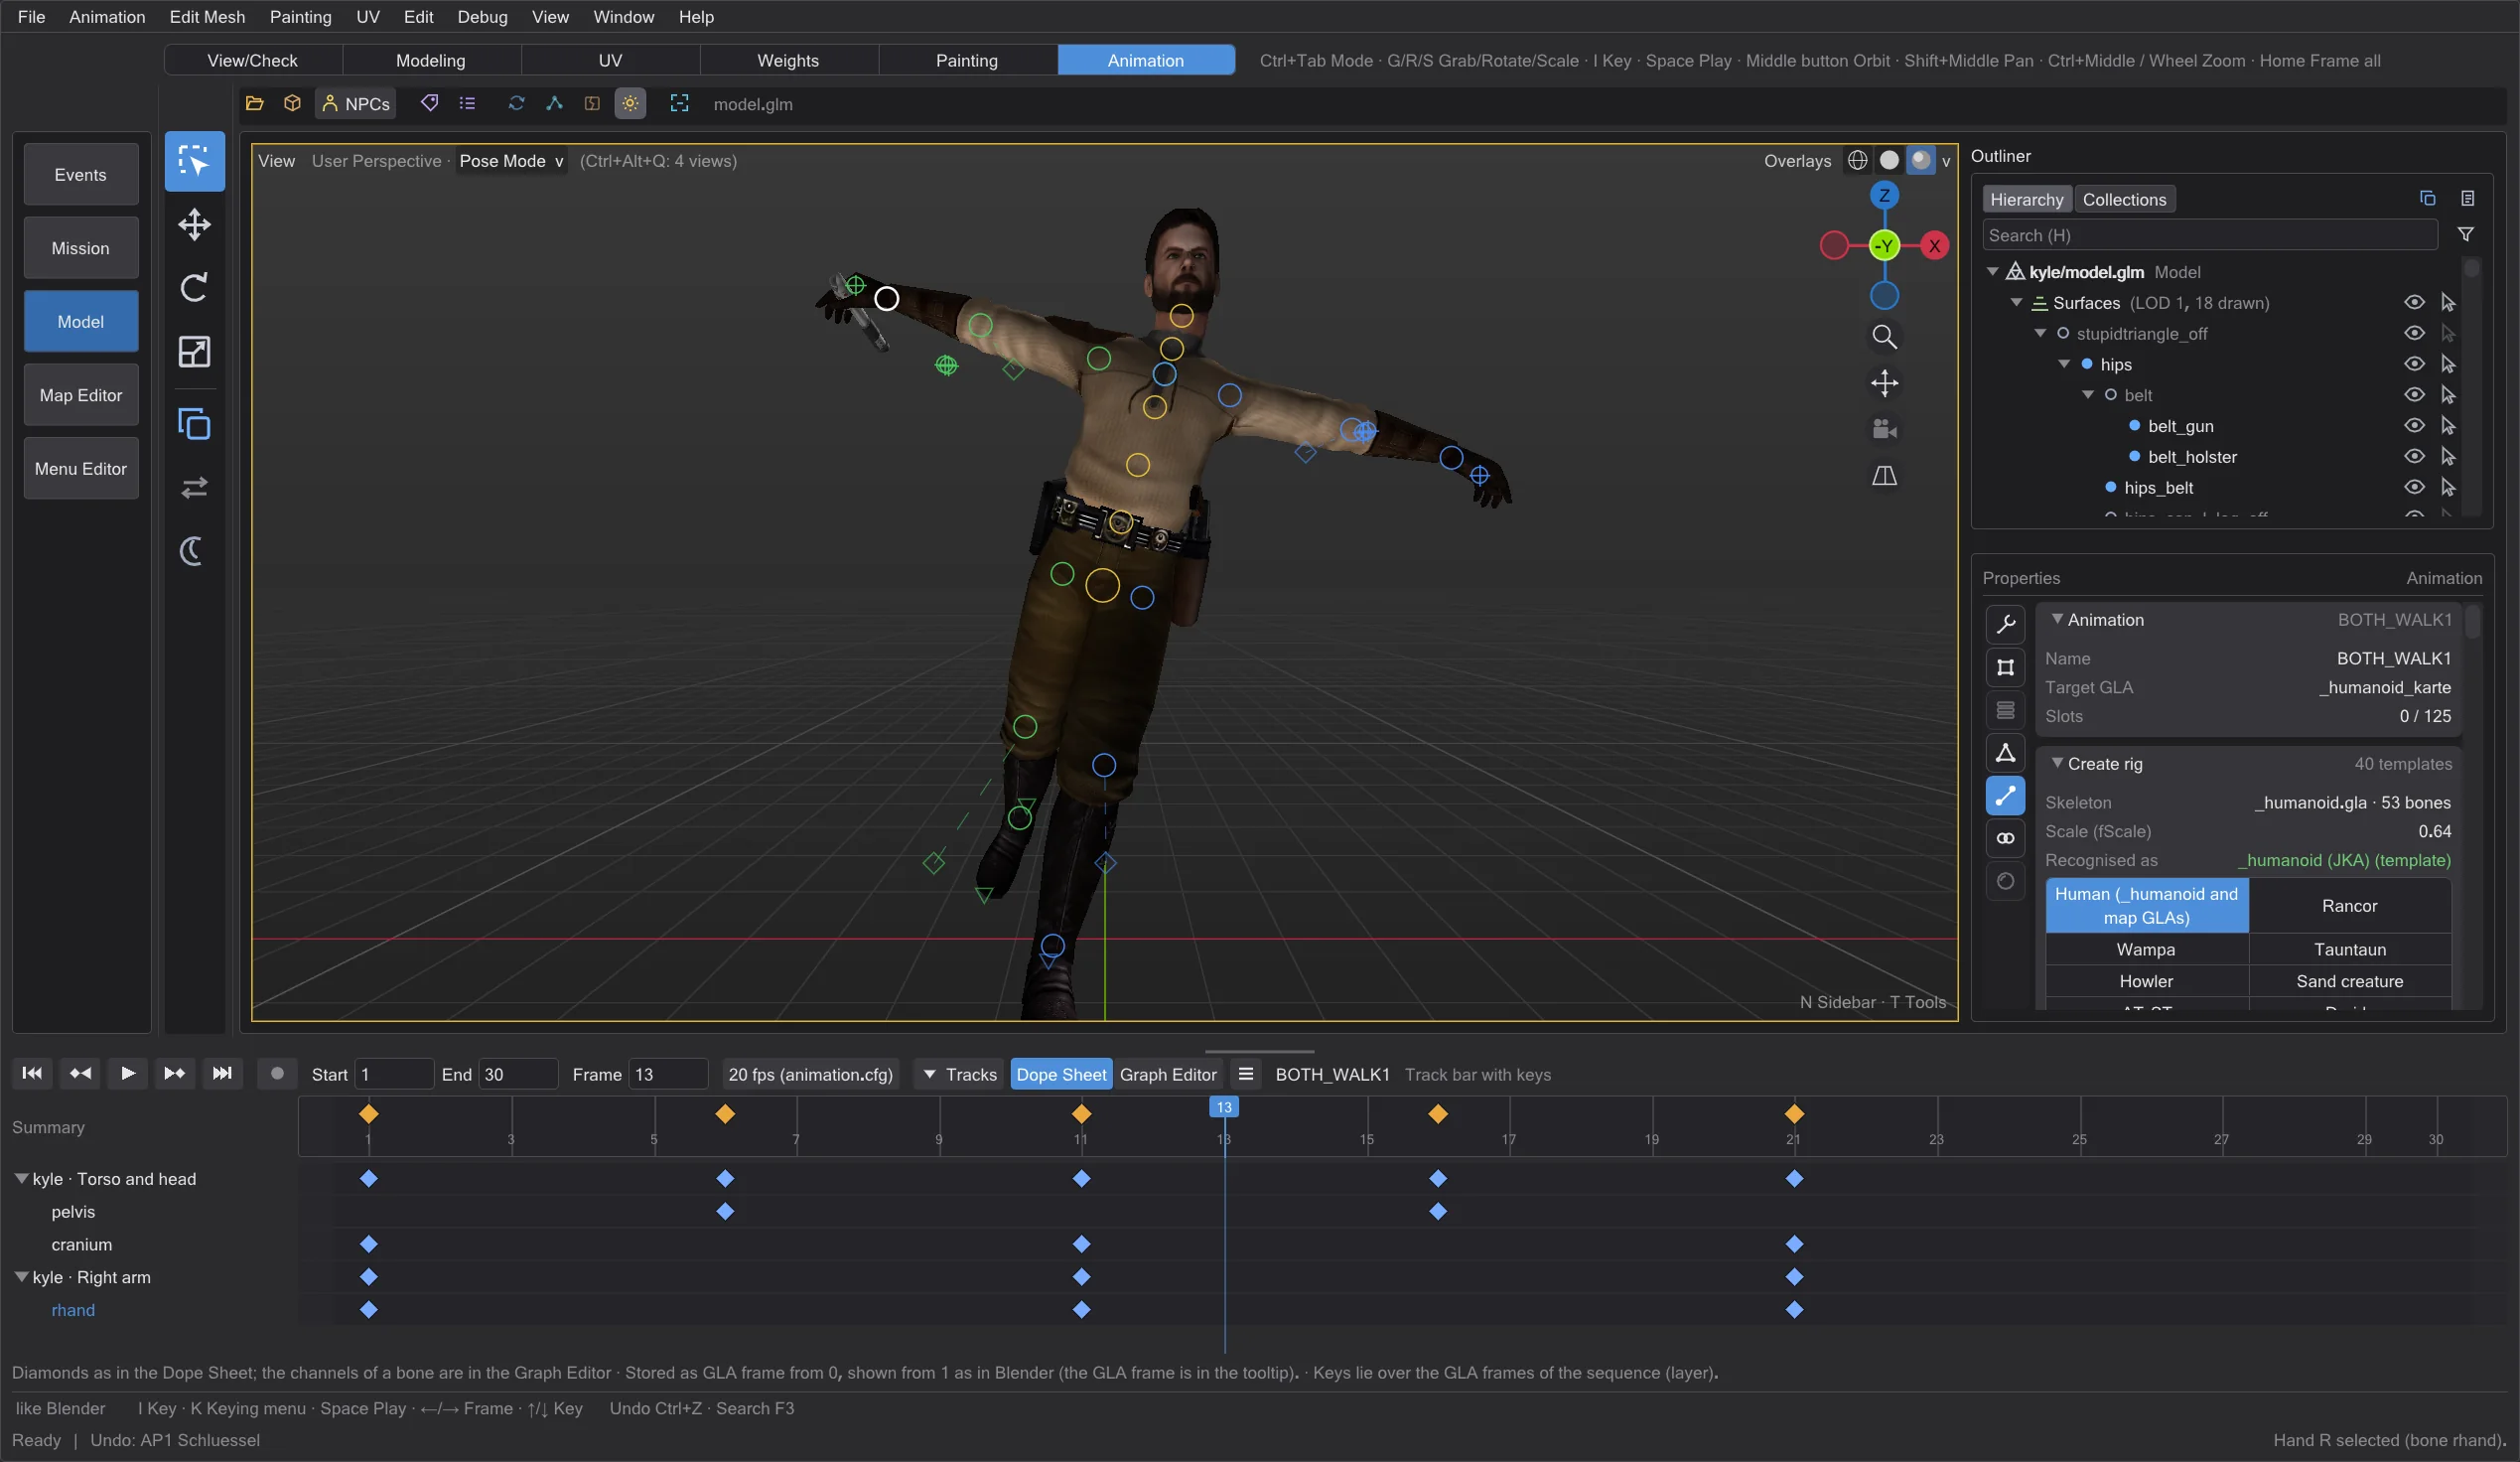 File Animation Edit Mesh Painting UV Edit Debug View Window Help
View/Check Modeling UV Weights Painting Animation Ctrl+Tab Mode · G/R/S Grab/Rotate/Scale · I Key · Space Play · Middle button Orbit · Shift+Middle Pan · Ctrl+Middle / Wheel Zoom · Home Frame all
NPCs model.glm
Events
Mission
Model
Map Editor
Menu Editor
View User Perspective · Pose Mode v (Ctrl+Alt+Q: 4 views) Overlays v
Z
-Y X
N Sidebar · T Tools
Outliner
Hierarchy Collections
Search (H)
kyle/model.glm Model
Surfaces (LOD 1, 18 drawn)
stupidtriangle_off
hips
belt
belt_gun
belt_holster
hips_belt
Properties Animation
Animation BOTH_WALK1
Name BOTH_WALK1
Target GLA _humanoid_karte
Slots 0 / 125
Create rig 40 templates
Skeleton _humanoid.gla · 53 bones
Scale (fScale) 0.64
Recognised as _humanoid (JKA) (template)
Human (_humanoid and
map GLAs) Rancor
Wampa Tauntaun
Howler Sand creature
Start 1 End 30 Frame 13 20 fps (animation.cfg) Tracks Dope Sheet Graph Editor BOTH_WALK1 Track bar with keys
13
Summary
1 3 5 7 9 11 13 15 17 19 21 23 25 27 29 30
kyle · Torso and head
pelvis
cranium
kyle · Right arm
rhand
Diamonds as in the Dope Sheet; the channels of a bone are in the Graph Editor · Stored as GLA frame from 0, shown from 1 as in Blender (the GLA frame is in the tooltip). · Keys lie over the GLA frames of the sequence (layer).
like Blender I Key · K Keying menu · Space Play · ←/→ Frame · ↑/↓ Key Undo Ctrl+Z · Search F3
Ready | Undo: AP1 Schluessel Hand R selected (bone rhand).